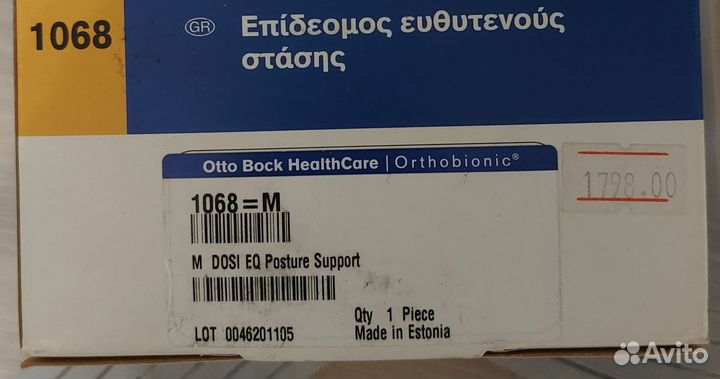 1068
GR Επίδεομος ευθυτενούς
στάσης
Otto Bock HealthCare | Orthobionic®
1068=M
1798.00
M DOSI EQ Posture Support
Qty 1 Piece
LOT 0046201105 Made in Estonia
Avito